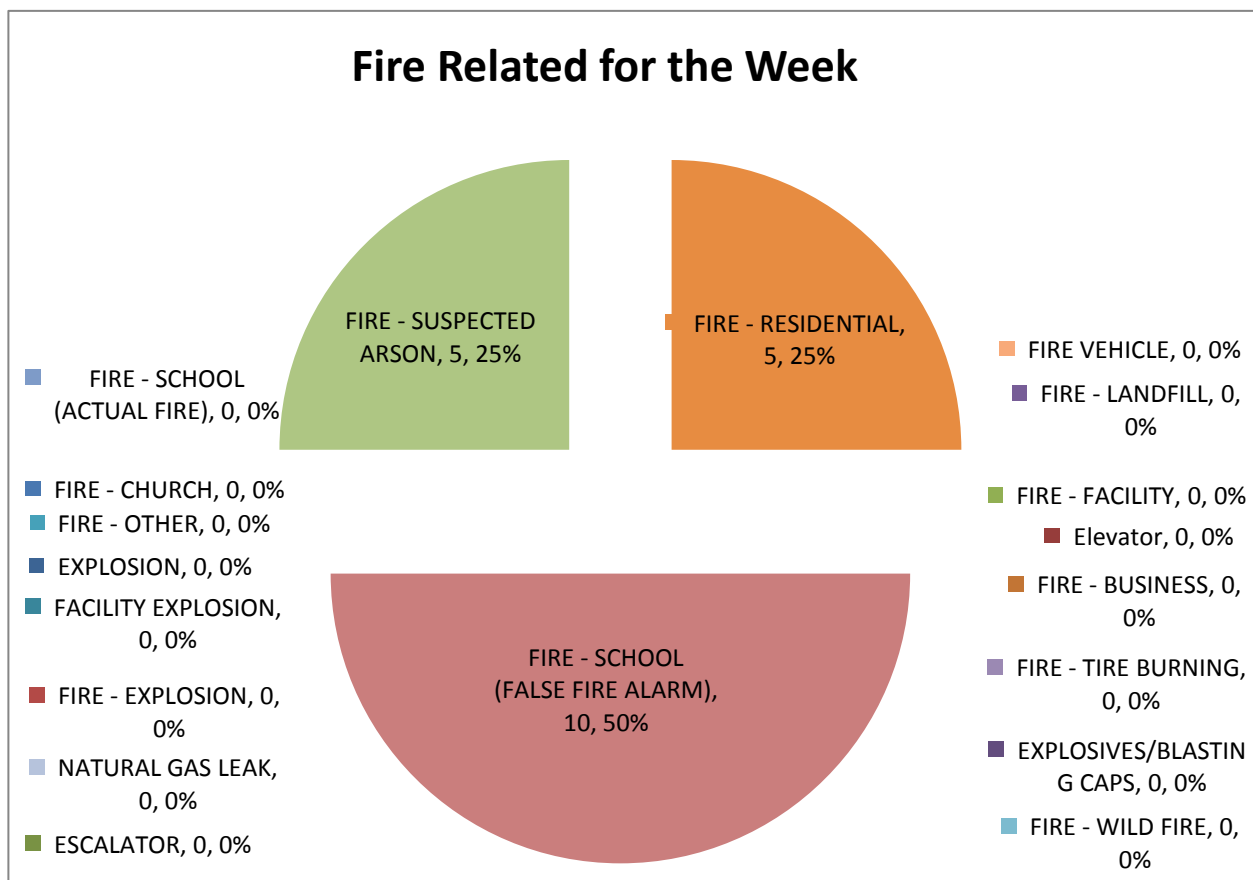 Fire Related for the Week
FIRE - SUSPECTED
ARSON, 5, 25%
FIRE - RESIDENTIAL,
5, 25%
FIRE - SCHOOL
(ACTUAL FIRE), 0, 0%
FIRE - CHURCH, 0, 0%
FIRE - OTHER, 0, 0%
EXPLOSION, 0, 0%
FACILITY EXPLOSION,
0, 0%
FIRE - EXPLOSION, 0,
0%
NATURAL GAS LEAK,
0, 0%
ESCALATOR, 0, 0%
FIRE - SCHOOL
(FALSE FIRE ALARM),
10, 50%
FIRE VEHICLE, 0, 0%
FIRE - LANDFILL, 0,
0%
FIRE - FACILITY, 0, 0%
Elevator, 0, 0%
FIRE - BUSINESS, 0,
0%
FIRE - TIRE BURNING,
0, 0%
EXPLOSIVES/BLASTIN
G CAPS, 0, 0%
FIRE - WILD FIRE, 0,
0%